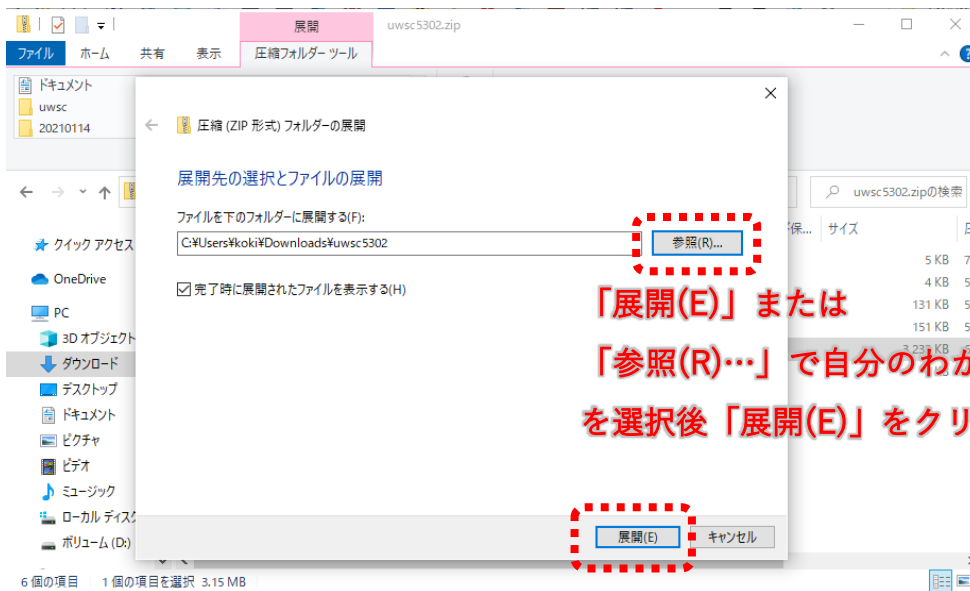 展開
uwsc5302.zip
ファイル
ホーム
共有
表示
圧縮フォルダー ツール
ドキュメント
uwsc
20210114
圧縮 (ZIP 形式) フォルダーの展開
展開先の選択とファイルの展開
ファイルを下のフォルダーに展開する(F):
C:¥Users¥koki¥Downloads¥uwsc5302
参照(R)...
完了時に展開されたファイルを表示する(H)
uwsc5302.zipの検索
保...
サイズ
5 KB
4 KB
131 KB
151 KB
クイック アクセス
OneDrive
PC
3D オブジェクト
ダウンロード
デスクトップ
ドキュメント
ピクチャ
ビデオ
ミュージック
ローカル ディスク
ボリューム (D:)
「展開(E)」または
「参照(R)…」で自分のわか
を選択後「展開(E)」をクリ
展開(E)
キャンセル
6 個の項目
1 個の項目を選択 3.15 MB